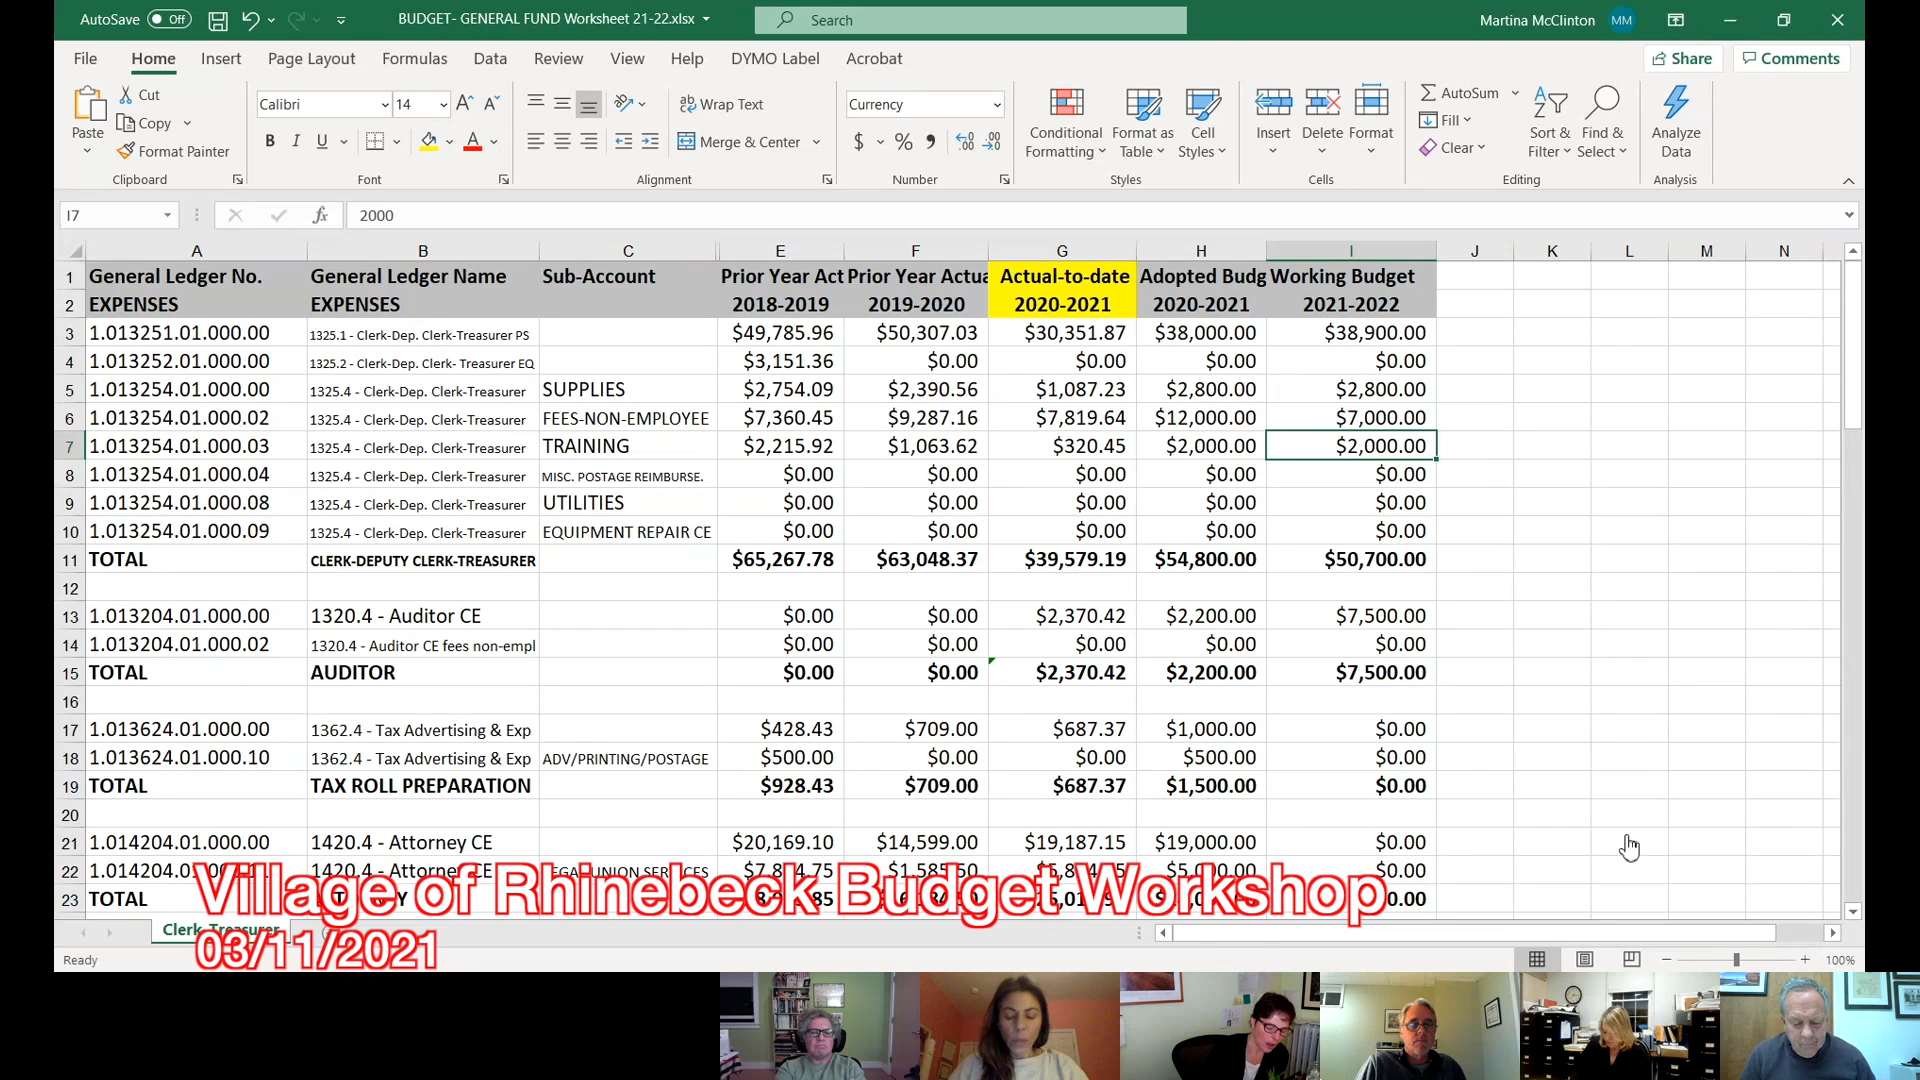 AutoSave Off BUDGET- GENERAL FUND Worksheet 21-22.xlsx Search Martina McClinton MM
File Home Insert Page Layout Formulas Data Review View Help DYMO Label Acrobat Share Comments
Paste Cut Copy Format Painter Clipboard
Calibri 14 B I U A Font
Wrap Text Merge & Center Alignment
Currency $ % Number
Conditional Formatting Format as Table Cell Styles Styles
Insert Delete Format Cells
AutoSum Fill Clear Sort & Filter Find & Select Editing
Analyze Data Analysis
I7 fx 2000
A B C E F G H I J K L M N
1 General Ledger No. General Ledger Name Sub-Account Prior Year Act Prior Year Actua Actual-to-date Adopted Budg Working Budget
2 EXPENSES EXPENSES 2018-2019 2019-2020 2020-2021 2020-2021 2021-2022
3 1.013251.01.000.00 1325.1 - Clerk-Dep. Clerk-Treasurer PS $49,785.96 $50,307.03 $30,351.87 $38,000.00 $38,900.00
4 1.013252.01.000.00 1325.2 - Clerk-Dep. Clerk- Treasurer EQ $3,151.36 $0.00 $0.00 $0.00 $0.00
5 1.013254.01.000.00 1325.4 - Clerk-Dep. Clerk-Treasurer SUPPLIES $2,754.09 $2,390.56 $1,087.23 $2,800.00 $2,800.00
6 1.013254.01.000.02 1325.4 - Clerk-Dep. Clerk-Treasurer FEES-NON-EMPLOYEE $7,360.45 $9,287.16 $7,819.64 $12,000.00 $7,000.00
7 1.013254.01.000.03 1325.4 - Clerk-Dep. Clerk-Treasurer TRAINING $2,215.92 $1,063.62 $320.45 $2,000.00 $2,000.00
8 1.013254.01.000.04 1325.4 - Clerk-Dep. Clerk-Treasurer MISC. POSTAGE REIMBURSE. $0.00 $0.00 $0.00 $0.00 $0.00
9 1.013254.01.000.08 1325.4 - Clerk-Dep. Clerk-Treasurer UTILITIES $0.00 $0.00 $0.00 $0.00 $0.00
10 1.013254.01.000.09 1325.4 - Clerk-Dep. Clerk-Treasurer EQUIPMENT REPAIR CE $0.00 $0.00 $0.00 $0.00 $0.00
11 TOTAL CLERK-DEPUTY CLERK-TREASURER $65,267.78 $63,048.37 $39,579.19 $54,800.00 $50,700.00
12
13 1.013204.01.000.00 1320.4 - Auditor CE $0.00 $0.00 $2,370.42 $2,200.00 $7,500.00
14 1.013204.01.000.02 1320.4 - Auditor CE fees non-empl $0.00 $0.00 $0.00 $0.00 $0.00
15 TOTAL AUDITOR $0.00 $0.00 $2,370.42 $2,200.00 $7,500.00
16
17 1.013624.01.000.00 1362.4 - Tax Advertising & Exp $428.43 $709.00 $687.37 $1,000.00 $0.00
18 1.013624.01.000.10 1362.4 - Tax Advertising & Exp ADV/PRINTING/POSTAGE $500.00 $0.00 $0.00 $500.00 $0.00
19 TOTAL TAX ROLL PREPARATION $928.43 $709.00 $687.37 $1,500.00 $0.00
20
21 1.014204.01.000.00 1420.4 - Attorney CE $20,169.10 $14,599.00 $19,187.15 $19,000.00 $0.00
22 1420.4 - Attorney CE SERVICES $0.00
23 TOTAL
Village of Rhinebeck Budget Workshop
Clerk-Treasurer
03/11/2021
Ready 100%